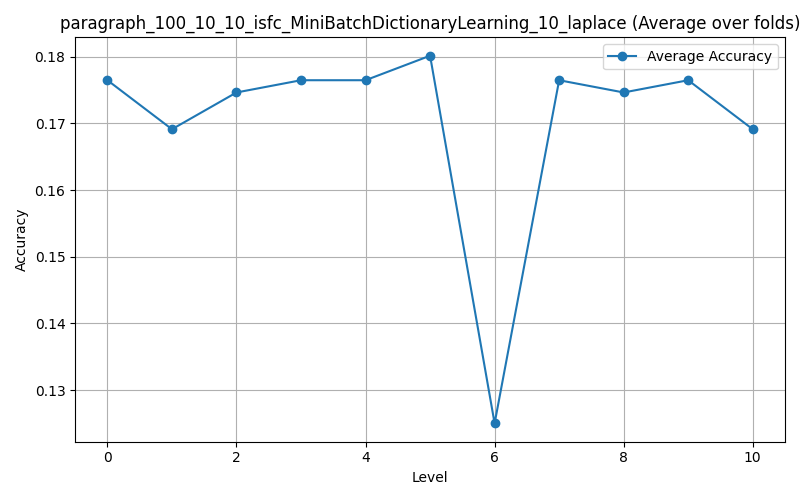 paragraph_100_10_10_isfc_MiniBatchDictionaryLearning_10_laplace (Average over folds)
Average Accuracy
0.18
0.17
0.16
0.15
0.14
0.13
Accuracy
0 2 4 6 8 10
Level